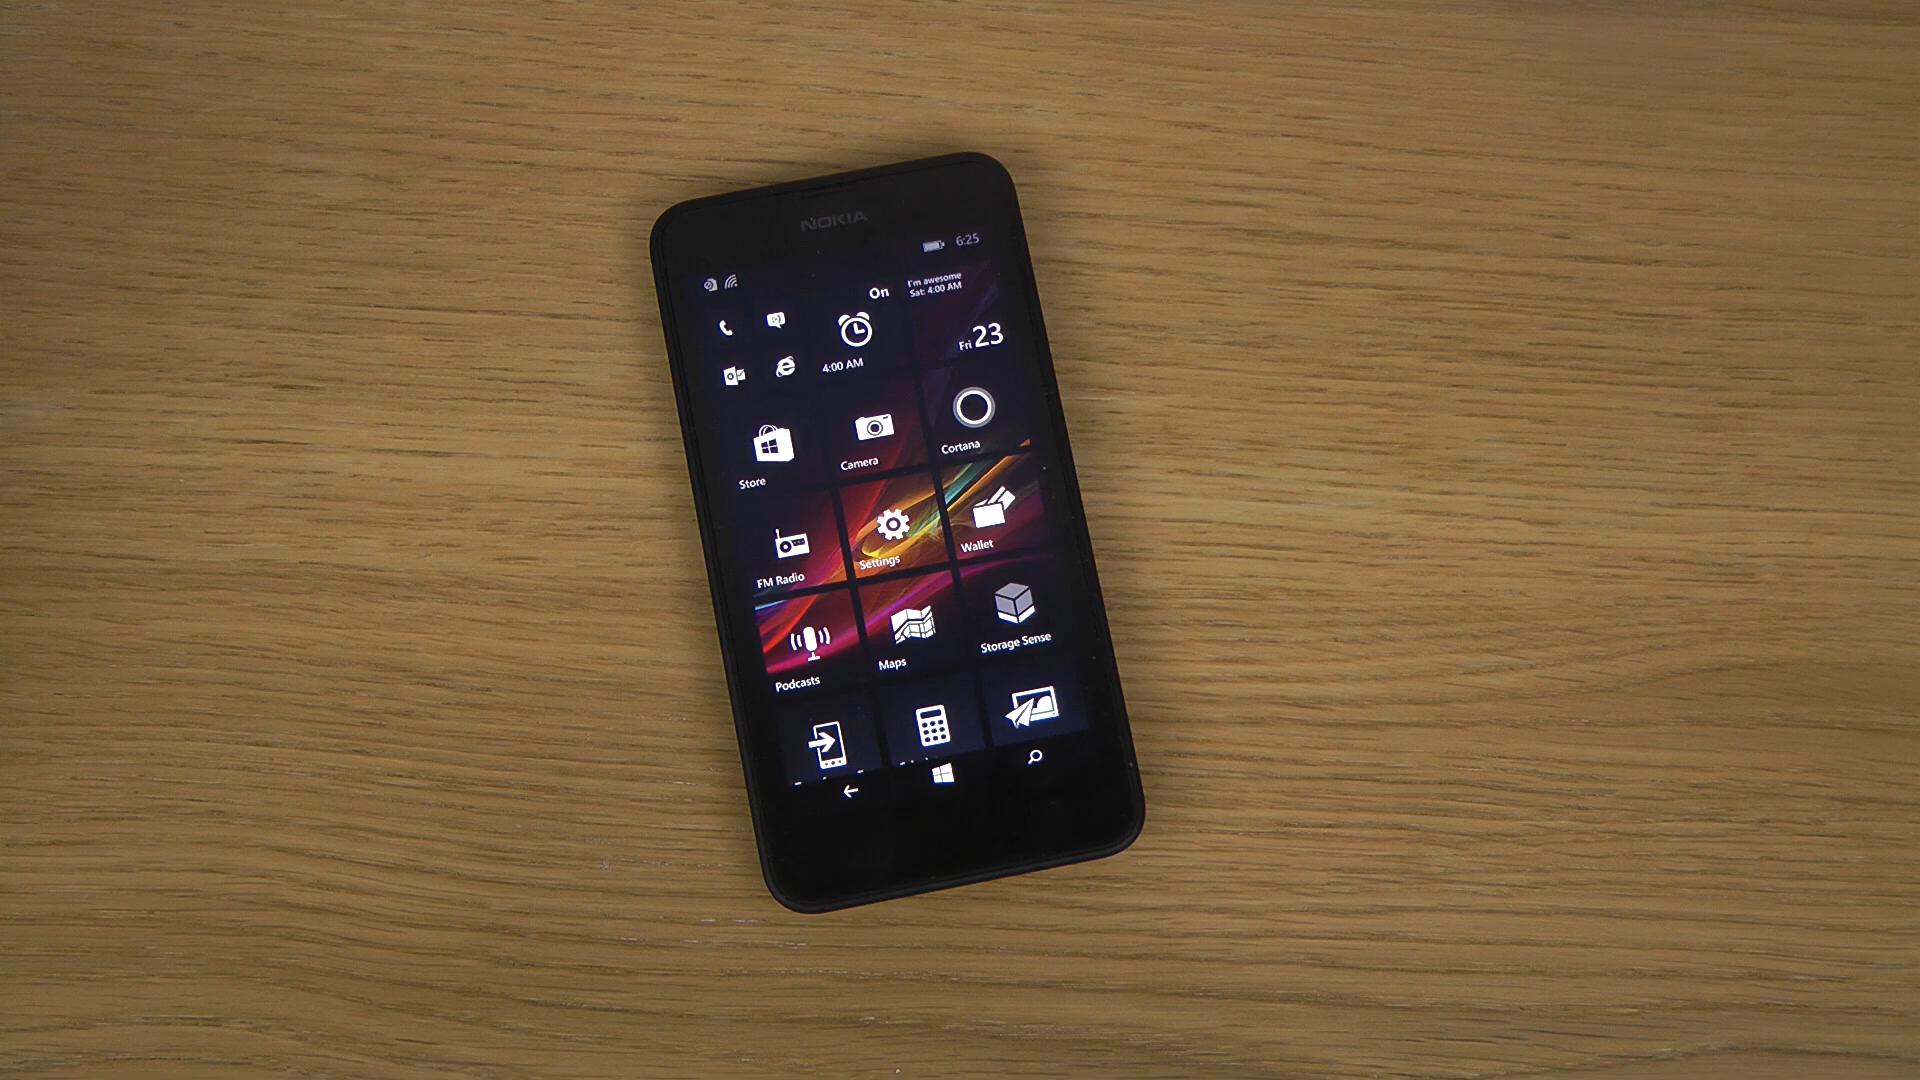 NOKIA
6:25
On
I'm awesome
Sat: 4:00 AM
4:00 AM
Fri 23
Store
Camera
Cortana
FM Radio
Settings
Wallet
Podcasts
Maps
Storage Sense